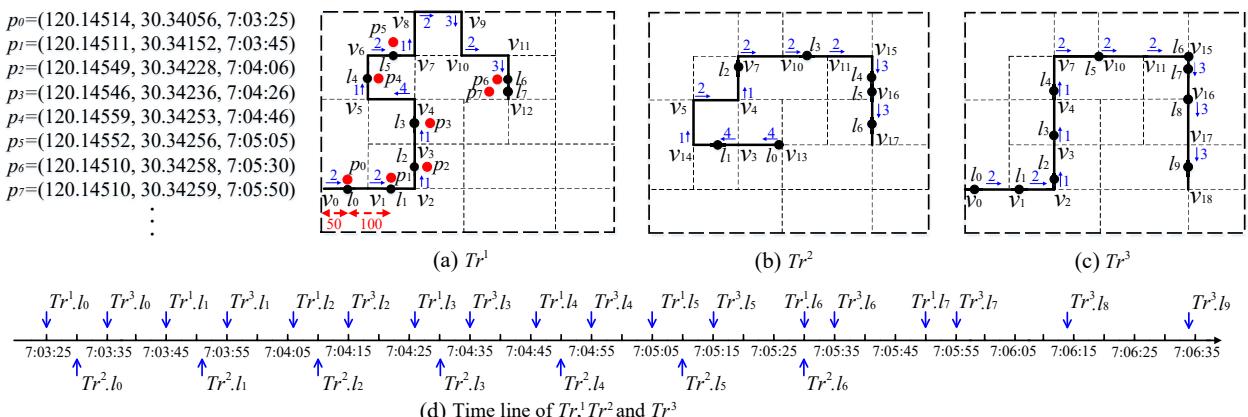 p0=(120.14514, 30.34056, 7:03:25)
p1=(120.14511, 30.34152, 7:03:45)
p2=(120.14549, 30.34228, 7:04:06)
p3=(120.14546, 30.34236, 7:04:26)
p4=(120.14559, 30.34253, 7:04:46)
p5=(120.14552, 30.34256, 7:05:05)
p6=(120.14510, 30.34258, 7:05:30)
p7=(120.14510, 30.34259, 7:05:50)
v8 2 3 v9
p5
v6 2 1 2 v11
l5 v7 v10 3
l4 p4 p6 l6
1 4 p7 l7
v5 v4 v12
l3 p3
1
l2 v3 p2
p0 p1
2 2 1
v0 l0 v1 l1 v2
50 100
(a) Tr1
2 l3 2 v15
l2 v7 v10 v11 3
l4
2 1 l5 v16
v5 v4 3
l6
1 4 4 v17
v14 l1 v3 l0 v13
(b) Tr2
2 2 2 l6 v15
v7 l5 v10 v11 l7 3
l4
1 v16
v4 l8 3
l3 1 v17
v3 3
l9
l0 2 l1 2 l2 1
v0 v1 v2 v18
(c) Tr3
Tr1.l0 Tr3.l0 Tr1.l1 Tr3.l1 Tr1.l2 Tr3.l2 Tr1.l3 Tr3.l3 Tr1.l4 Tr3.l4 Tr1.l5 Tr3.l5 Tr1.l6 Tr3.l6 Tr1.l7 Tr3.l7 Tr3.l8 Tr3.l9
7:03:25 7:03:35 7:03:45 7:03:55 7:04:05 7:04:15 7:04:25 7:04:35 7:04:45 7:04:55 7:05:05 7:05:15 7:05:25 7:05:35 7:05:45 7:05:55 7:06:05 7:06:15 7:06:25 7:06:35
Tr2.l0 Tr2.l1 Tr2.l2 Tr2.l3 Tr2.l4 Tr2.l5 Tr2.l6
(d) Time line of Tr1, Tr2 and Tr3